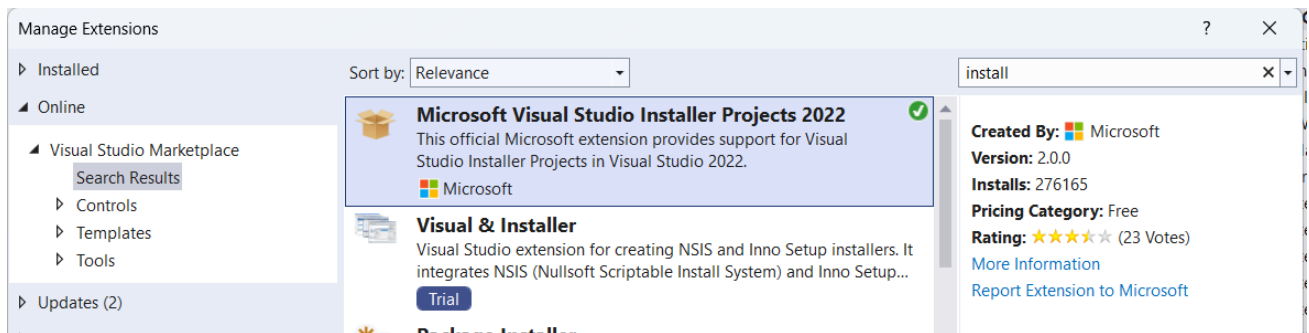 Manage Extensions
?
Installed
Online
Visual Studio Marketplace
Search Results
Controls
Templates
Tools
Updates (2)
Sort by: Relevance
Microsoft Visual Studio Installer Projects 2022
This official Microsoft extension provides support for Visual
Studio Installer Projects in Visual Studio 2022.
Microsoft
Visual & Installer
Visual Studio extension for creating NSIS and Inno Setup installers. It
integrates NSIS (Nullsoft Scriptable Install System) and Inno Setup...
Trial
install
Created By: Microsoft
Version: 2.0.0
Installs: 276165
Pricing Category: Free
Rating: (23 Votes)
More Information
Report Extension to Microsoft